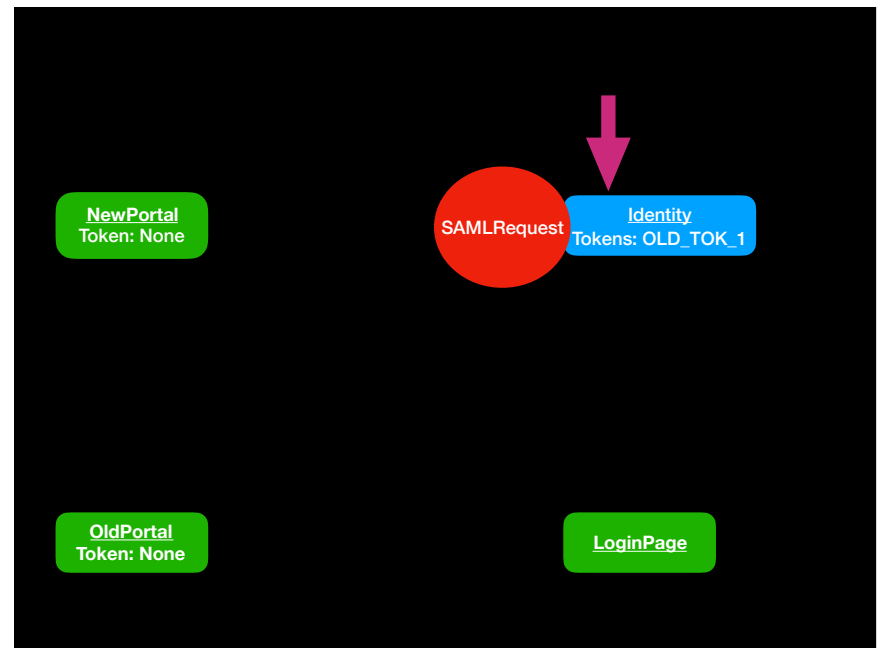 NewPortal
Token: None
SAMLRequest
Identity
Tokens: OLD_TOK_1
OldPortal
Token: None
LoginPage